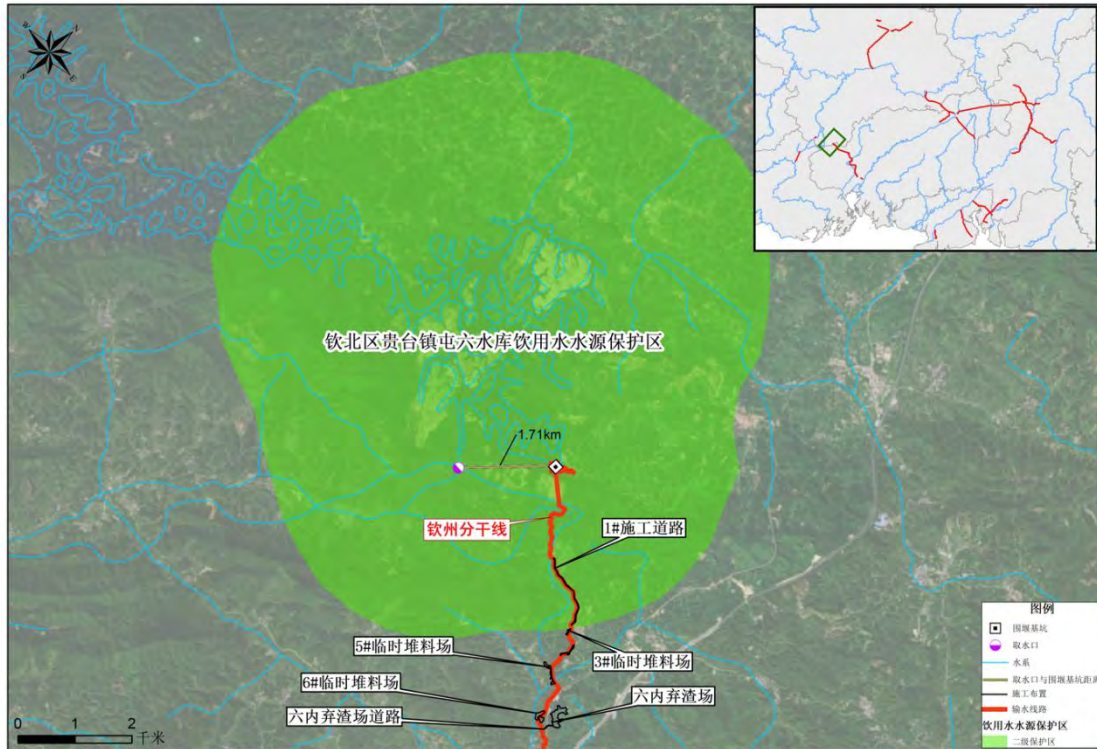 钦北区贵台镇屯六水库饮用水水源保护区
1.71km
钦州分干线
1#施工道路
5#临时堆料场
3#临时堆料场
6#临时堆料场
六内弃渣场
六内弃渣场道路
0 1 2
千米
图例
围堰基坑
取水口
水系
取水口与围堰基坑距离
施工布置
输水线路
饮用水水源保护区
二级保护区